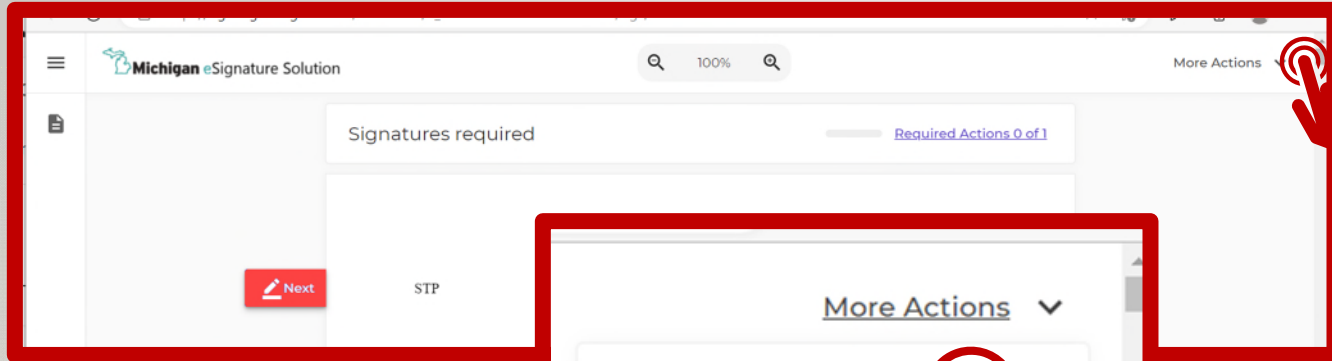 Michigan eSignature Solution
100%
More Actions
Signatures required
Required Actions 0 of 1
Next
STP
More Actions